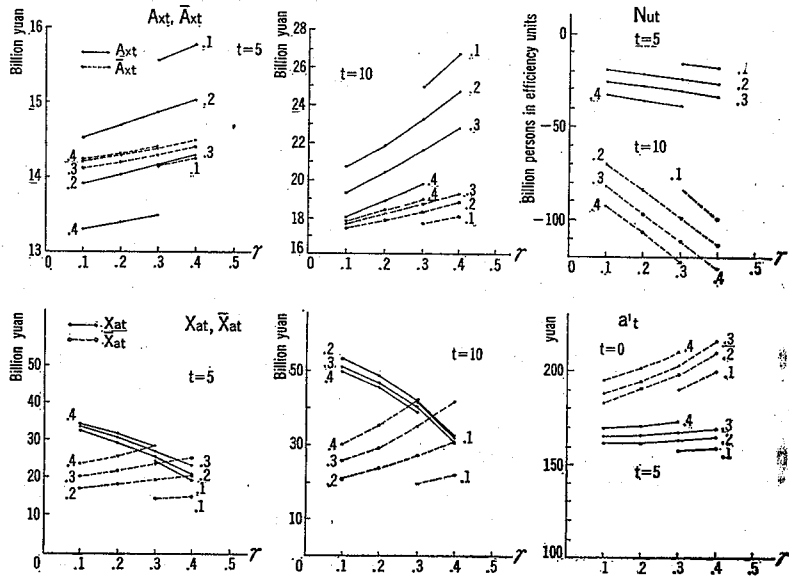 Axt, A̅xt
Billion yuan
16
15
14
13
Axt
A̅xt
t=5
.1
.2
.4
.3
.2
.3
.1
.4
0 .1 .2 .3 .4 .5 r
Billion yuan
28
26
24
22
20
18
16
t=10
.1
.2
.3
.4
.4
.3
.2
.1
0 .1 .2 .3 .4 .5 r
Nut
Billion persons in efficiency units
0
-50
-100
t=5
.1
.2
.3
.4
t=10
.2
.3
.4
.1
.4
0 .1 .2 .3 .4 .5 r
Xat, X̅at
Billion yuan
50
40
30
20
10
Xat
X̅at
t=5
.4
.4
.3
.2
.3
.2
.1
.1
0 .1 .2 .3 .4 .5 r
Billion yuan
50
30
10
t=10
.2
.3
.4
.4
.3
.2
.1
.1
0 .1 .2 .3 .4 .5 r
a't
yuan
200
150
100
t=0
.4
.3
.2
.1
.4
.3
.2
.1
t=5
0 .1 .2 .3 .4 .5 r